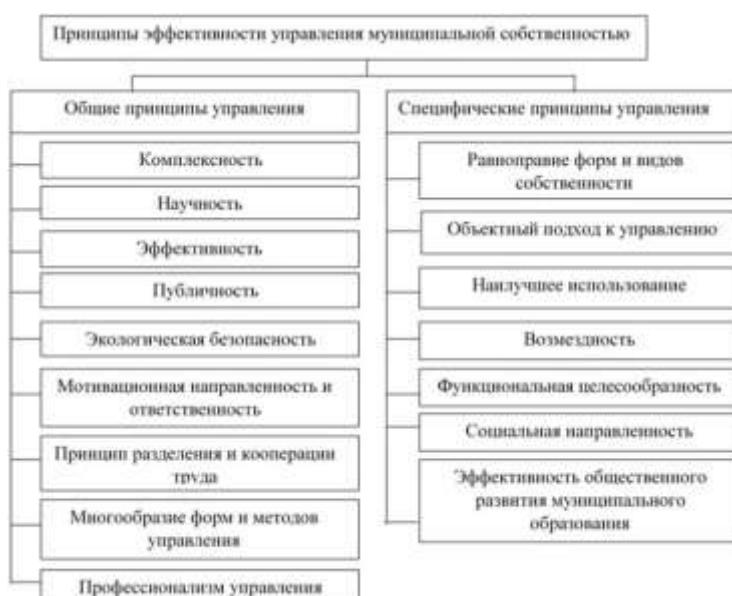 Принципы эффективности управления муниципальной собственностью
Общие принципы управления
Комплексность
Научность
Эффективность
Публичность
Экологическая безопасность
Мотивационная направленность и
ответственность
Принцип разделения и кооперации
труда
Многообразие форм и методов
управления
Профессионализм управления
Специфические принципы управления
Равноправие форм и видов
собственности
Объектный подход к управлению
Наилучшее использование
Возмездность
Функциональная целесообразность
Социальная направленность
Эффективность общественного
развития муниципального
образования